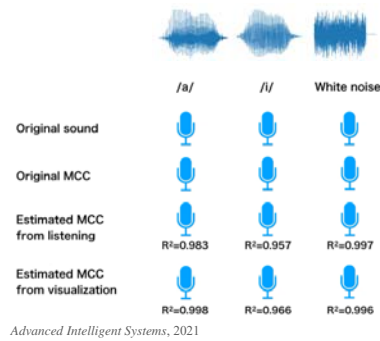 /a/ /i/ White noise
Original sound
Original MCC
Estimated MCC
from listening
R²=0.983 R²=0.957 R²=0.997
Estimated MCC
from visualization
R²=0.998 R²=0.966 R²=0.996
Advanced Intelligent Systems, 2021